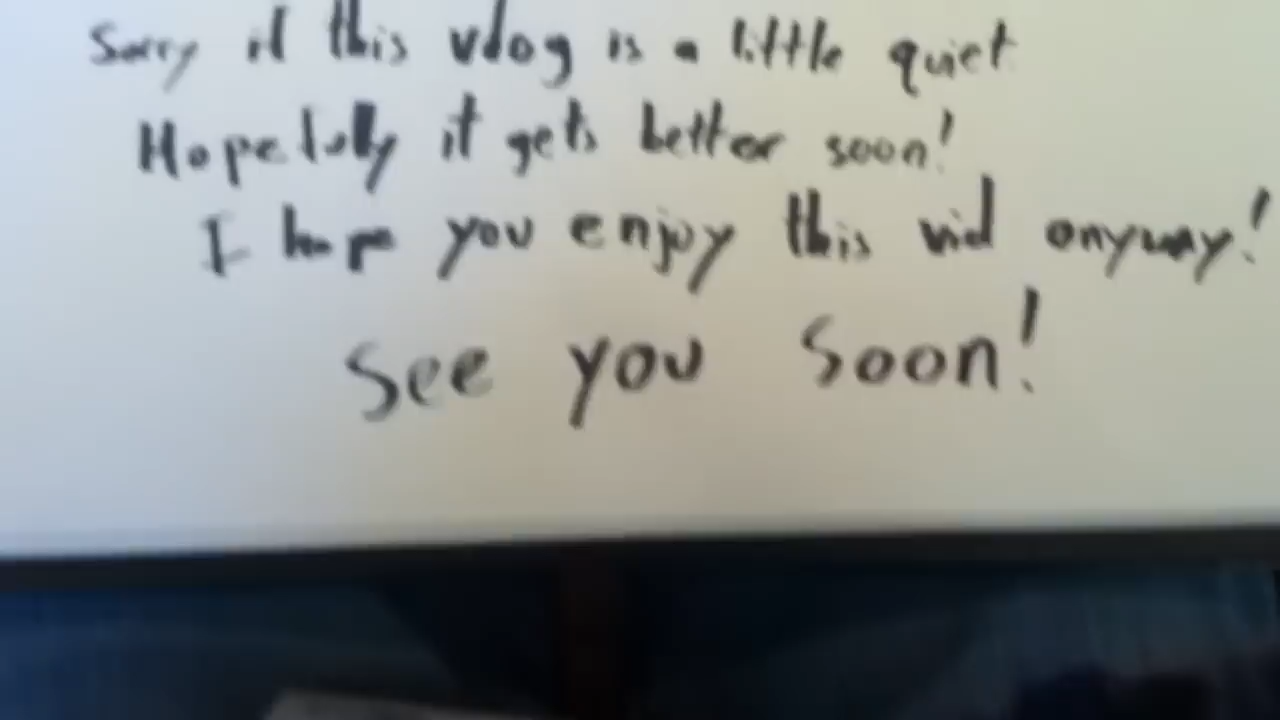 Sorry if this vlog is a little quiet
Hopefully it gets better soon!
I hope you enjoy this vid anyway!
See you Soon!